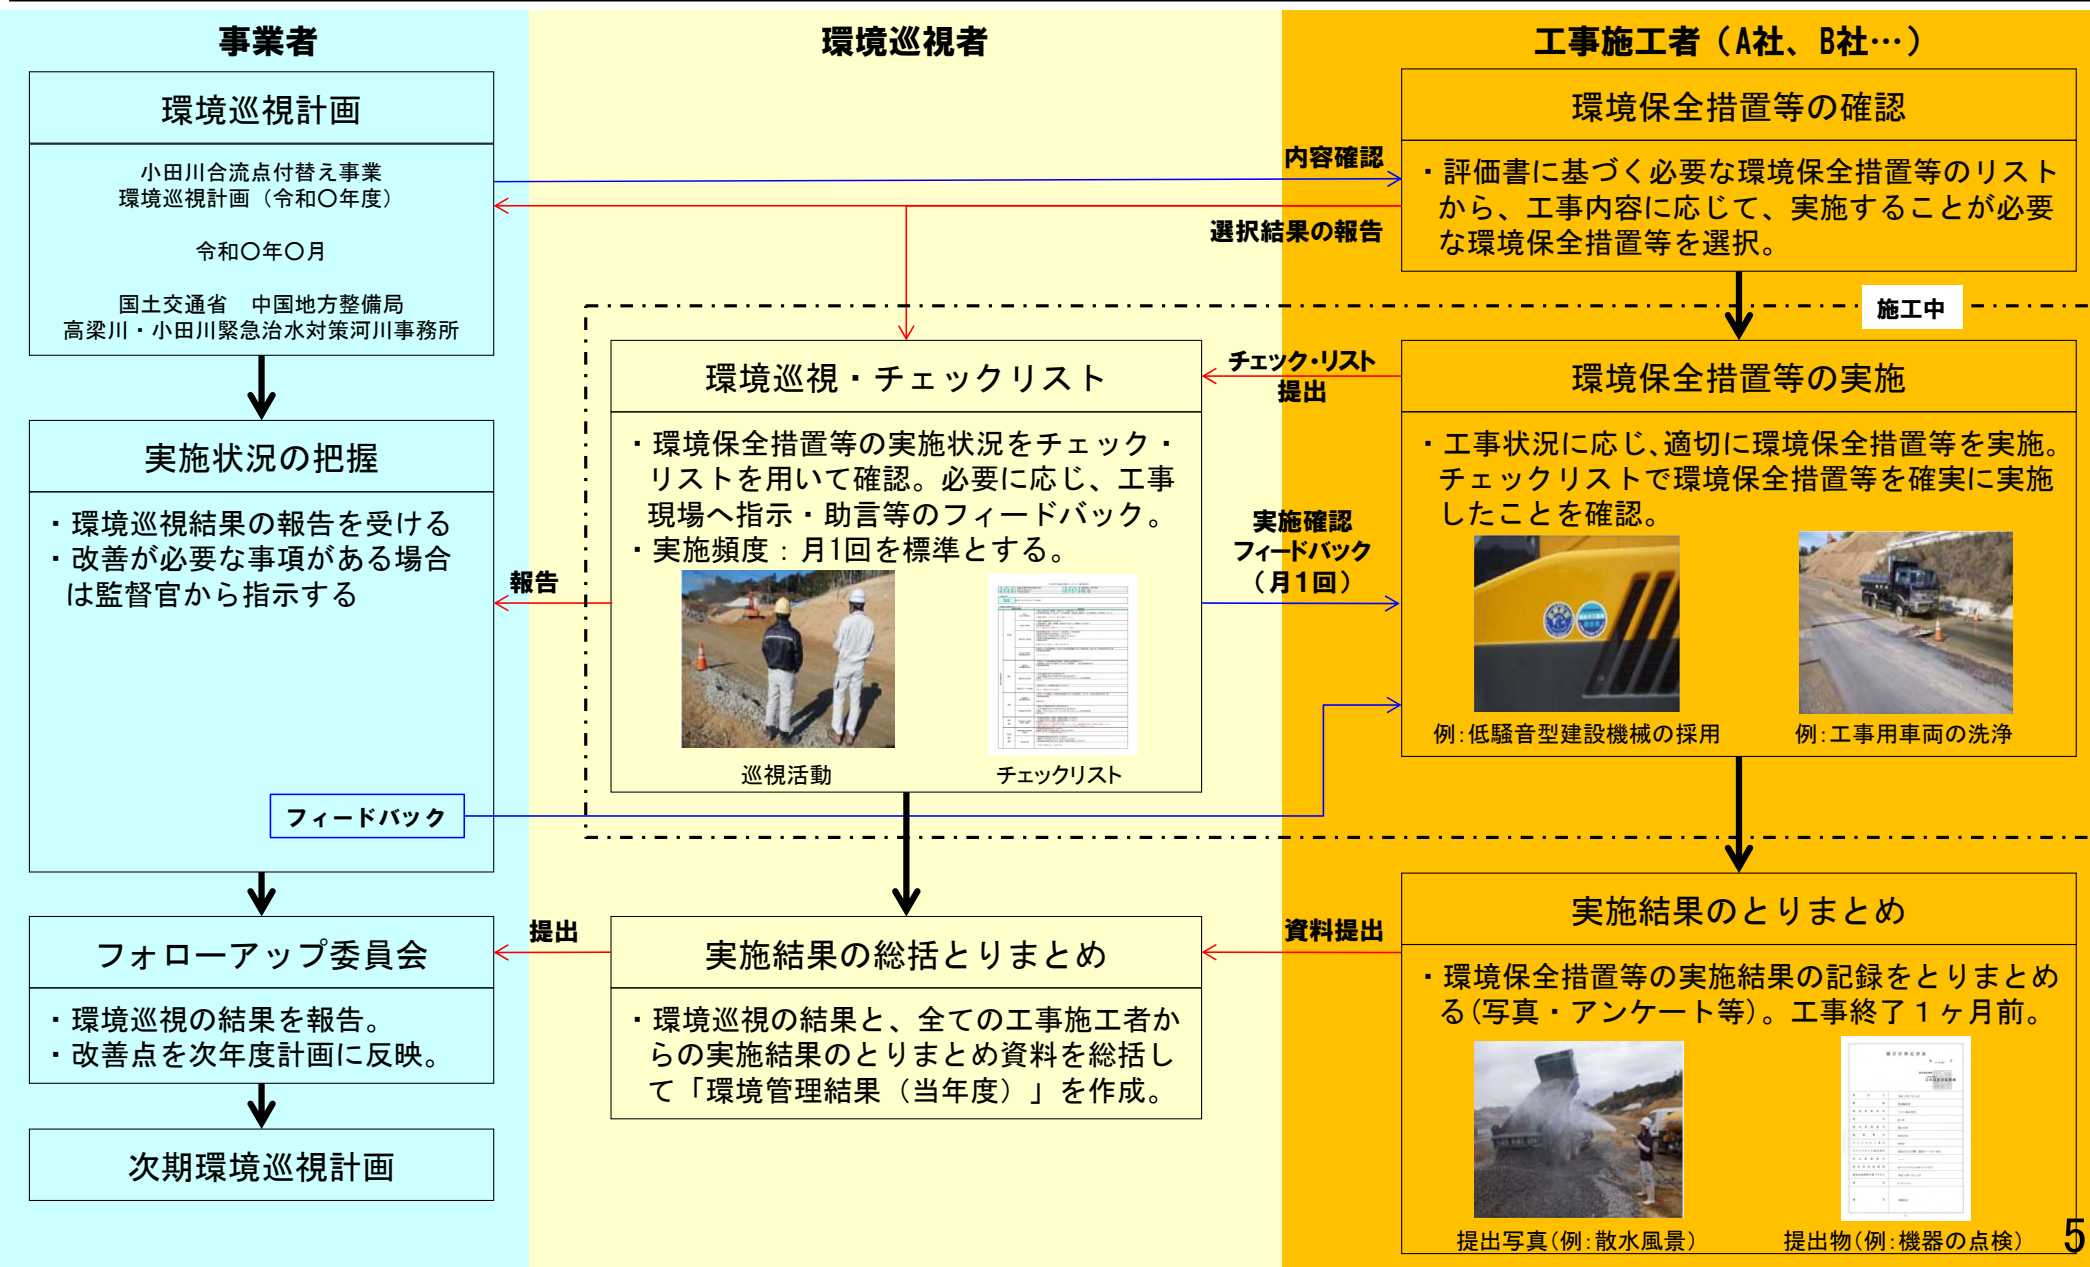 事業者
環境巡視計画
小田川合流点付替え事業
環境巡視計画（令和〇年度）
令和〇年〇月
国土交通省　中国地方整備局
高梁川・小田川緊急治水対策河川事務所
実施状況の把握
・環境巡視結果の報告を受ける
・改善が必要な事項がある場合
は監督官から指示する
フィードバック
フォローアップ委員会
・環境巡視の結果を報告。
・改善点を次年度計画に反映。
次期環境巡視計画
環境巡視者
内容確認
選択結果の報告
環境巡視・チェックリスト
・環境保全措置等の実施状況をチェック・
リストを用いて確認。必要に応じ、工事
現場へ指示・助言等のフィードバック。
・実施頻度：月1回を標準とする。
巡視活動
チェックリスト
報告
チェック・リスト
提出
実施確認
フィードバック
（月1回）
提出
実施結果の総括とりまとめ
・環境巡視の結果と、全ての工事施工者か
らの実施結果のとりまとめ資料を総括し
て「環境管理結果（当年度）」を作成。
資料提出
工事施工者（A社、B社…）
環境保全措置等の確認
・評価書に基づく必要な環境保全措置等のリスト
から、工事内容に応じて、実施することが必要
な環境保全措置等を選択。
施工中
環境保全措置等の実施
・工事状況に応じ、適切に環境保全措置等を実施。
チェックリストで環境保全措置等を確実に実施
したことを確認。
例：低騒音型建設機械の採用
例：工事用車両の洗浄
実施結果のとりまとめ
・環境保全措置等の実施結果の記録をとりまとめ
る(写真・アンケート等)。工事終了１ヶ月前。
提出写真(例：散水風景)
提出物(例：機器の点検)
5